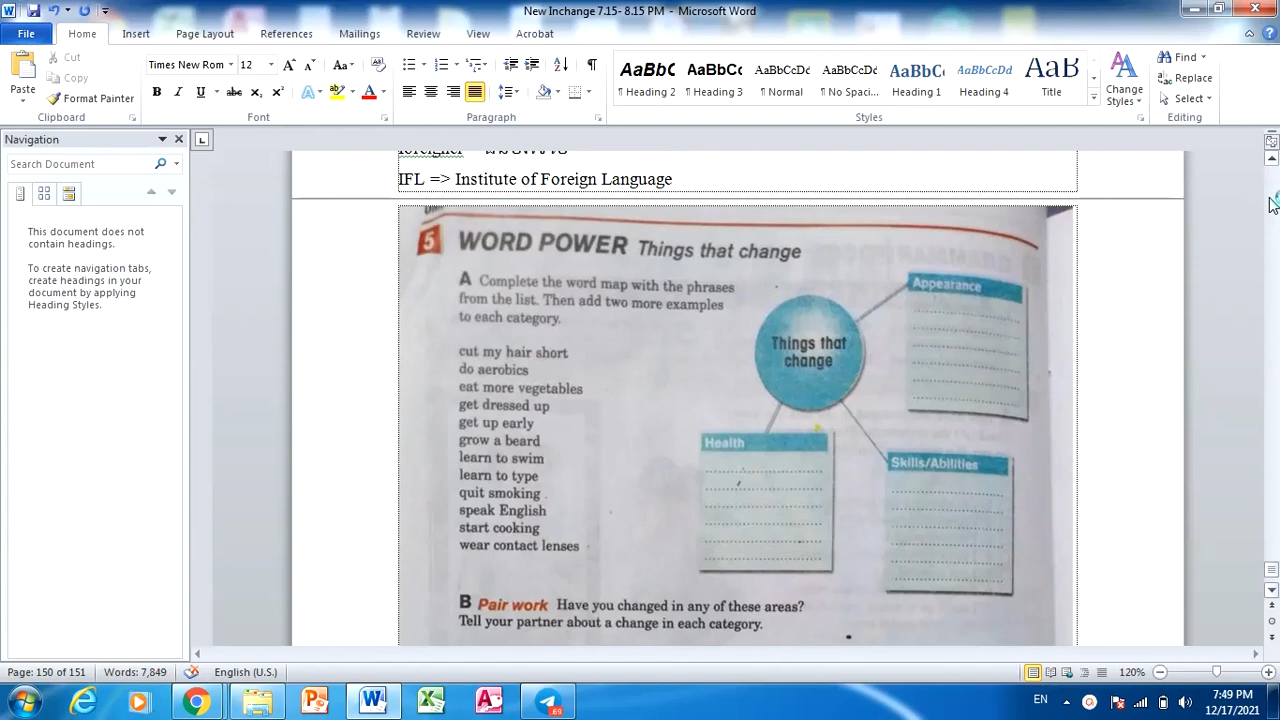 New Inchange 7.15- 8.15 PM - Microsoft Word
File Home Insert Page Layout References Mailings Review View Acrobat
Paste
Cut
Copy
Format Painter
Clipboard
Times New Rom 12
Font
Paragraph
AaBbC AaBbCc AaBbCcDd AaBbCcDd AaBbC AaBbCcDd AaB
¶ Heading 2 ¶ Heading 3 ¶ Normal ¶ No Spaci... Heading 1 Heading 4 Title
Change Styles
Styles
Find
Replace
Select
Editing
Navigation
Search Document
This document does not
contain headings.
To create navigation tabs,
create headings in your
document by applying
Heading Styles.
foreigner
IFL => Institute of Foreign Language
5 WORD POWER Things that change
A Complete the word map with the phrases
from the list. Then add two more examples
to each category.
cut my hair short
do aerobics
eat more vegetables
get dressed up
get up early
grow a beard
learn to swim
learn to type
quit smoking
speak English
start cooking
wear contact lenses
Things that
change
Appearance
Health
Skills/Abilities
B Pair work Have you changed in any of these areas?
Tell your partner about a change in each category.
Page: 150 of 151 Words: 7,849 English (U.S.) 120%
69
EN
7:49 PM
12/17/2021